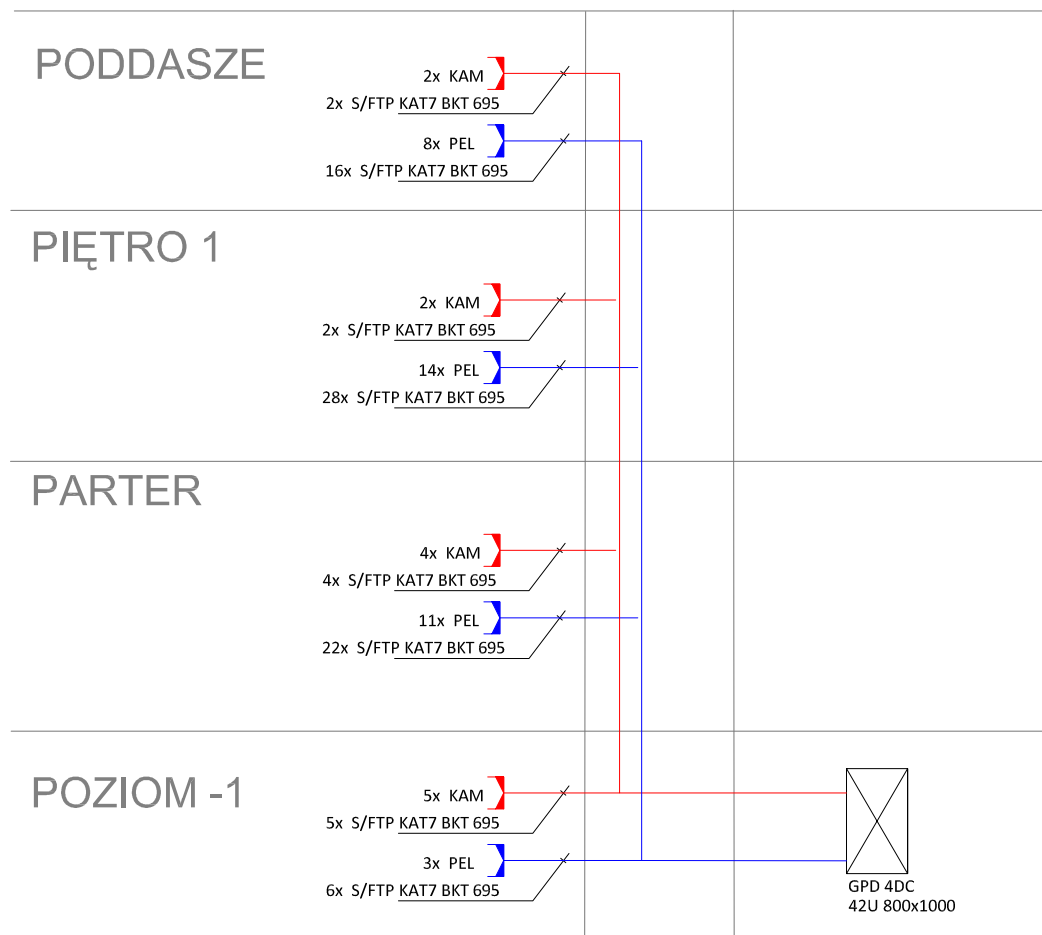 PODDASZE
2x KAM
2x S/FTP KAT7 BKT 695
8x PEL
16x S/FTP KAT7 BKT 695
PIĘTRO 1
2x KAM
2x S/FTP KAT7 BKT 695
14x PEL
28x S/FTP KAT7 BKT 695
PARTER
4x KAM
4x S/FTP KAT7 BKT 695
11x PEL
22x S/FTP KAT7 BKT 695
POZIOM -1
5x KAM
5x S/FTP KAT7 BKT 695
3x PEL
6x S/FTP KAT7 BKT 695
GPD 4DC
42U 800x1000